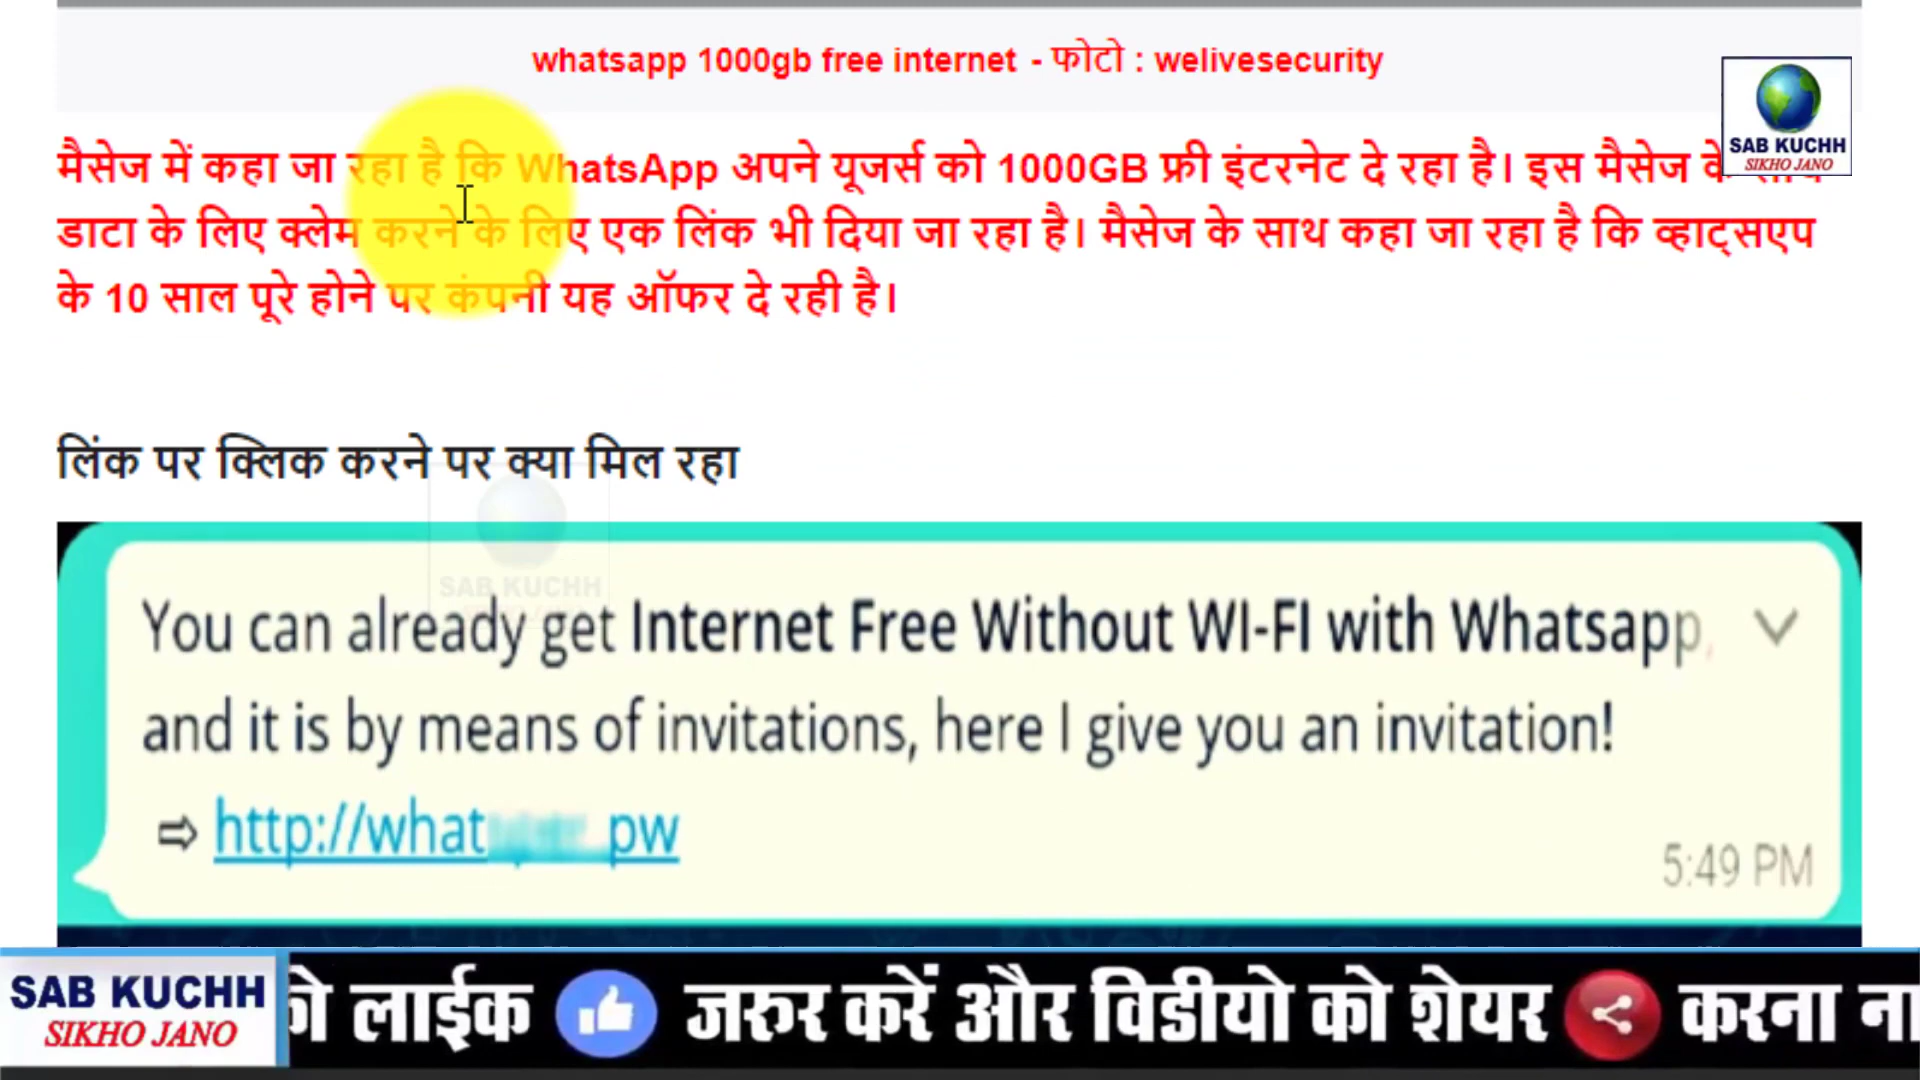 whatsapp 1000gb free internet - फोटो : welivesecurity
SAB KUCHH
SIKHO JANO
मैसेज में कहा जा रहा है कि WhatsApp अपने यूजर्स को 1000GB फ्री इंटरनेट दे रहा है। इस मैसेज के
डाटा के लिए क्लेम करने के लिए एक लिंक भी दिया जा रहा है। मैसेज के साथ कहा जा रहा है कि व्हाट्सएप
के 10 साल पूरे होने पर कंपनी यह ऑफर दे रही है।
लिंक पर क्लिक करने पर क्या मिल रहा
SAB KUCHH
You can already get Internet Free Without WI-FI with Whatsapp,
and it is by means of invitations, here I give you an invitation!
⇨ http://what pw
5:49 PM
SAB KUCHH
SIKHO JANO
लाईक जरुर करें और विडीयो को शेयर करना